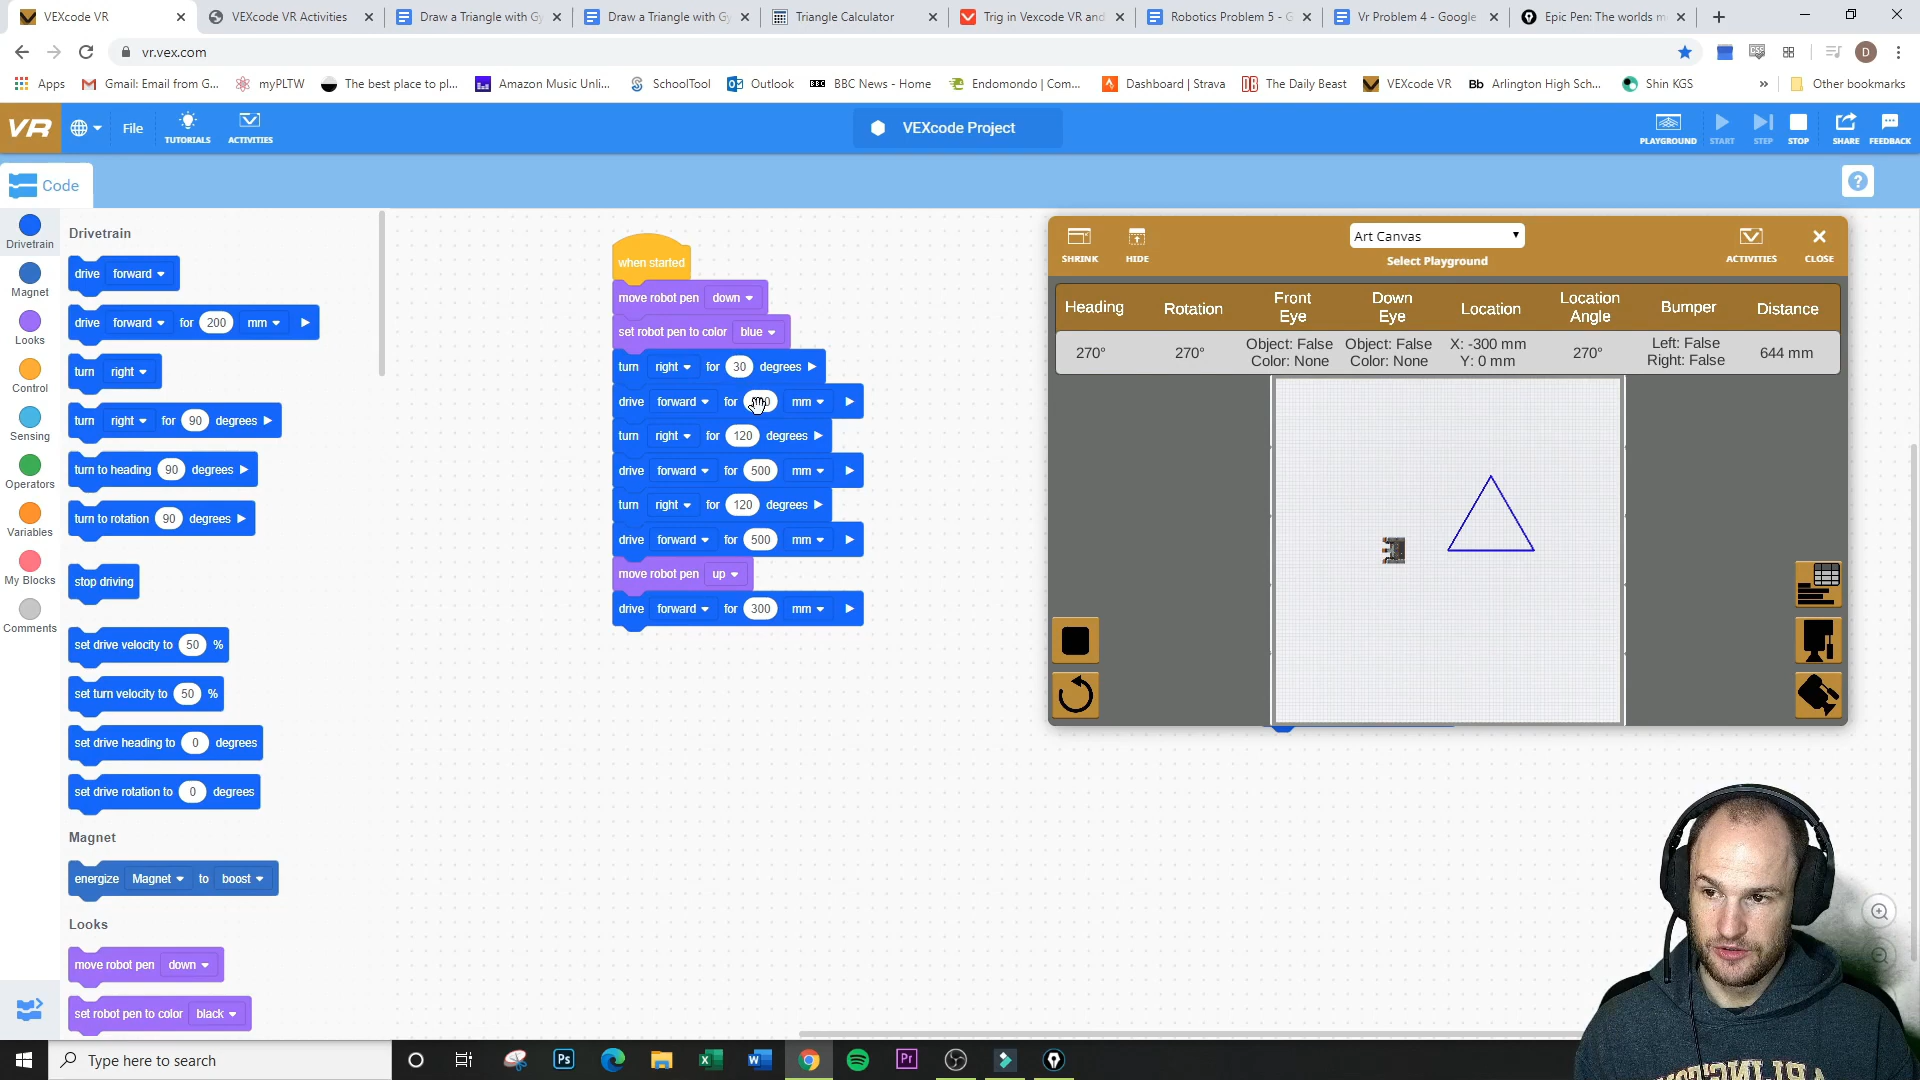 VEXcode VR
VEXcode VR Activities
Draw a Triangle with Gy
Draw a Triangle with Gy
Triangle Calculator
Trig in Vexcode VR and
Robotics Problem 5 - G
Vr Problem 4 - Google
Epic Pen: The worlds m
vr.vex.com
D
Apps
Gmail: Email from G...
myPLTW
The best place to pl...
Amazon Music Unli...
SchoolTool
Outlook
BBC News - Home
Endomondo | Com...
Dashboard | Strava
The Daily Beast
VEXcode VR
Bb Arlington High Sch...
Shin KGS
»
Other bookmarks
VR
File
TUTORIALS
ACTIVITIES
VEXcode Project
PLAYGROUND
START
STEP
STOP
SHARE
FEEDBACK
Code
?
Drivetrain
Magnet
Looks
Control
Sensing
Operators
Variables
My Blocks
Comments
Drivetrain
drive forward
drive forward for 200 mm
turn right
turn right for 90 degrees
turn to heading 90 degrees
turn to rotation 90 degrees
stop driving
set drive velocity to 50 %
set turn velocity to 50 %
set drive heading to 0 degrees
set drive rotation to 0 degrees
Magnet
energize Magnet to boost
Looks
move robot pen down
set robot pen to color black
when started
move robot pen down
set robot pen to color blue
turn right for 30 degrees
drive forward for mm
turn right for 120 degrees
drive forward for 500 mm
turn right for 120 degrees
drive forward for 500 mm
move robot pen up
drive forward for 300 mm
SHRINK
HIDE
Art Canvas
Select Playground
ACTIVITIES
CLOSE
Heading Rotation Front Eye Down Eye Location Location Angle Bumper Distance
270° 270° Object: False Color: None Object: False Color: None X: -300 mm Y: 0 mm 270° Left: False Right: False 644 mm
Type here to search
Ps
W
Pr